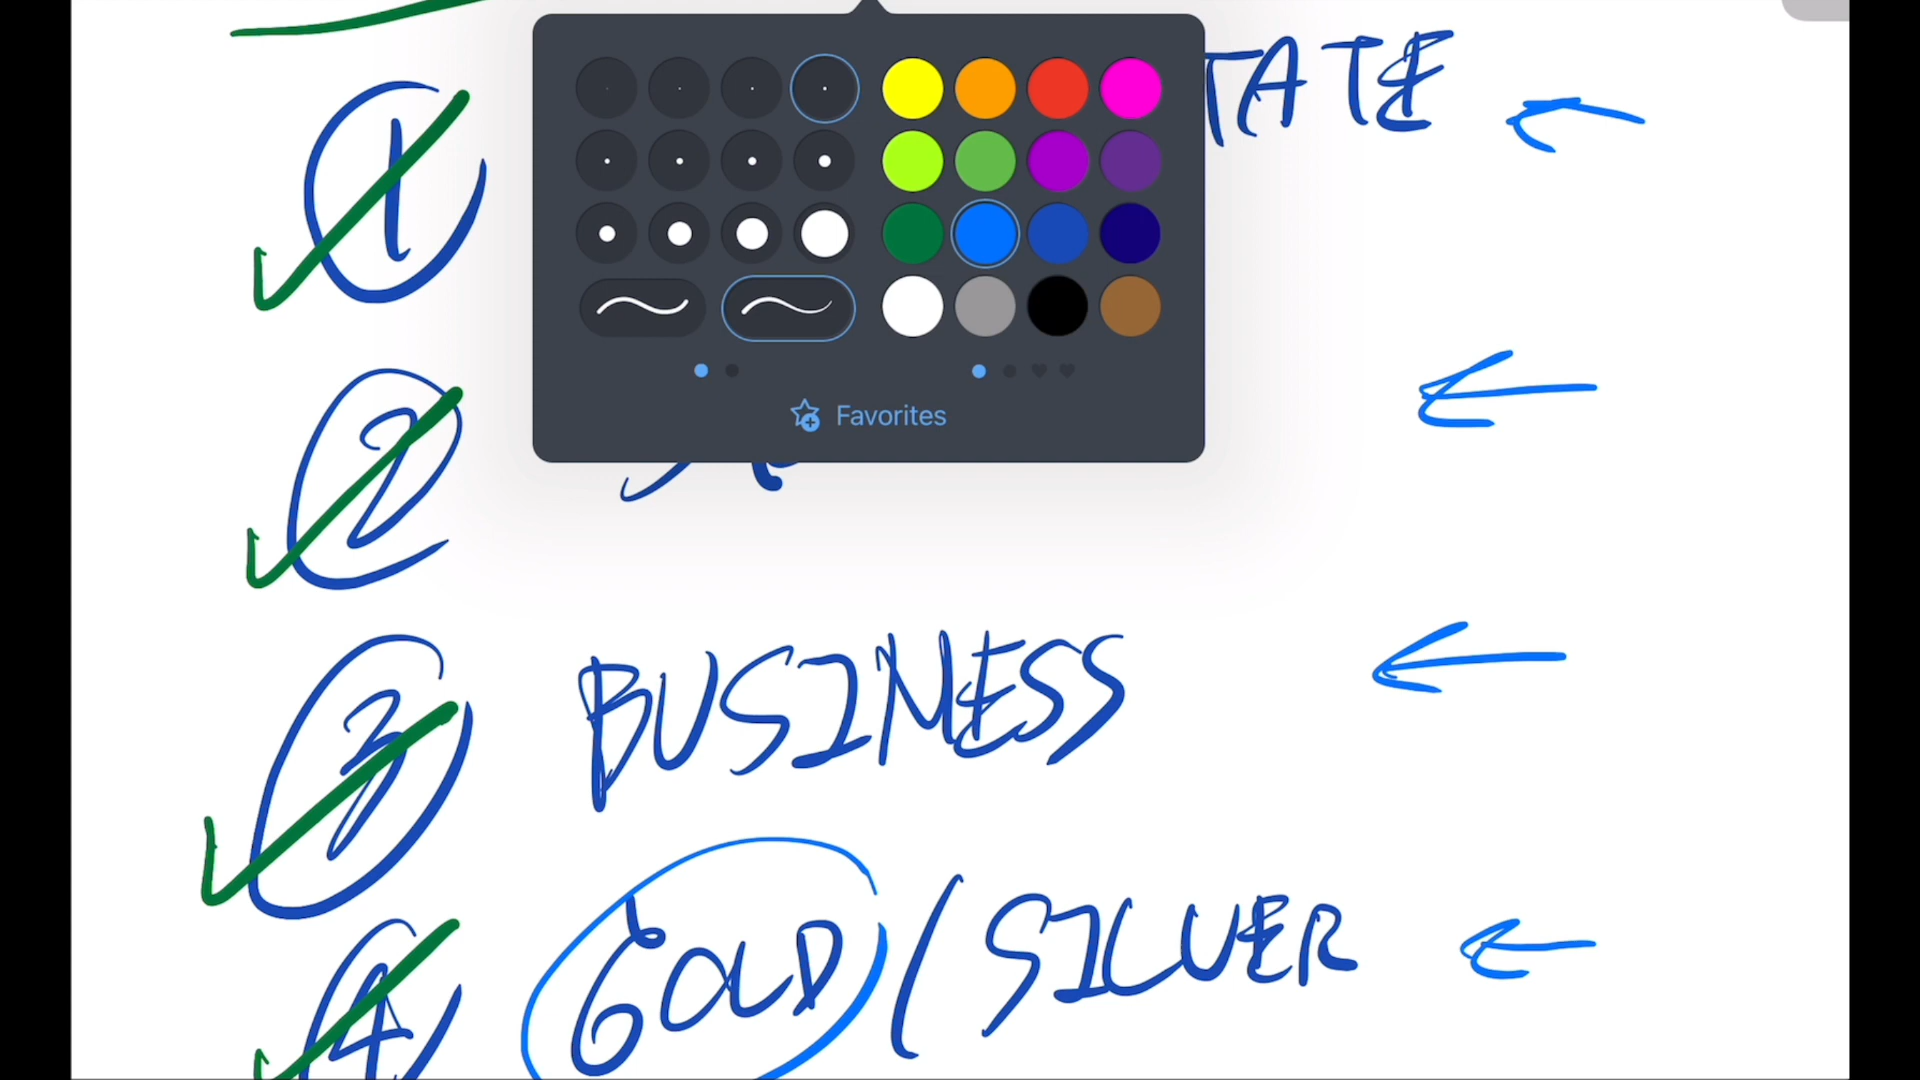 1 TATE
Favorites
2
3 BUSINESS
4 GOLD / SILVER